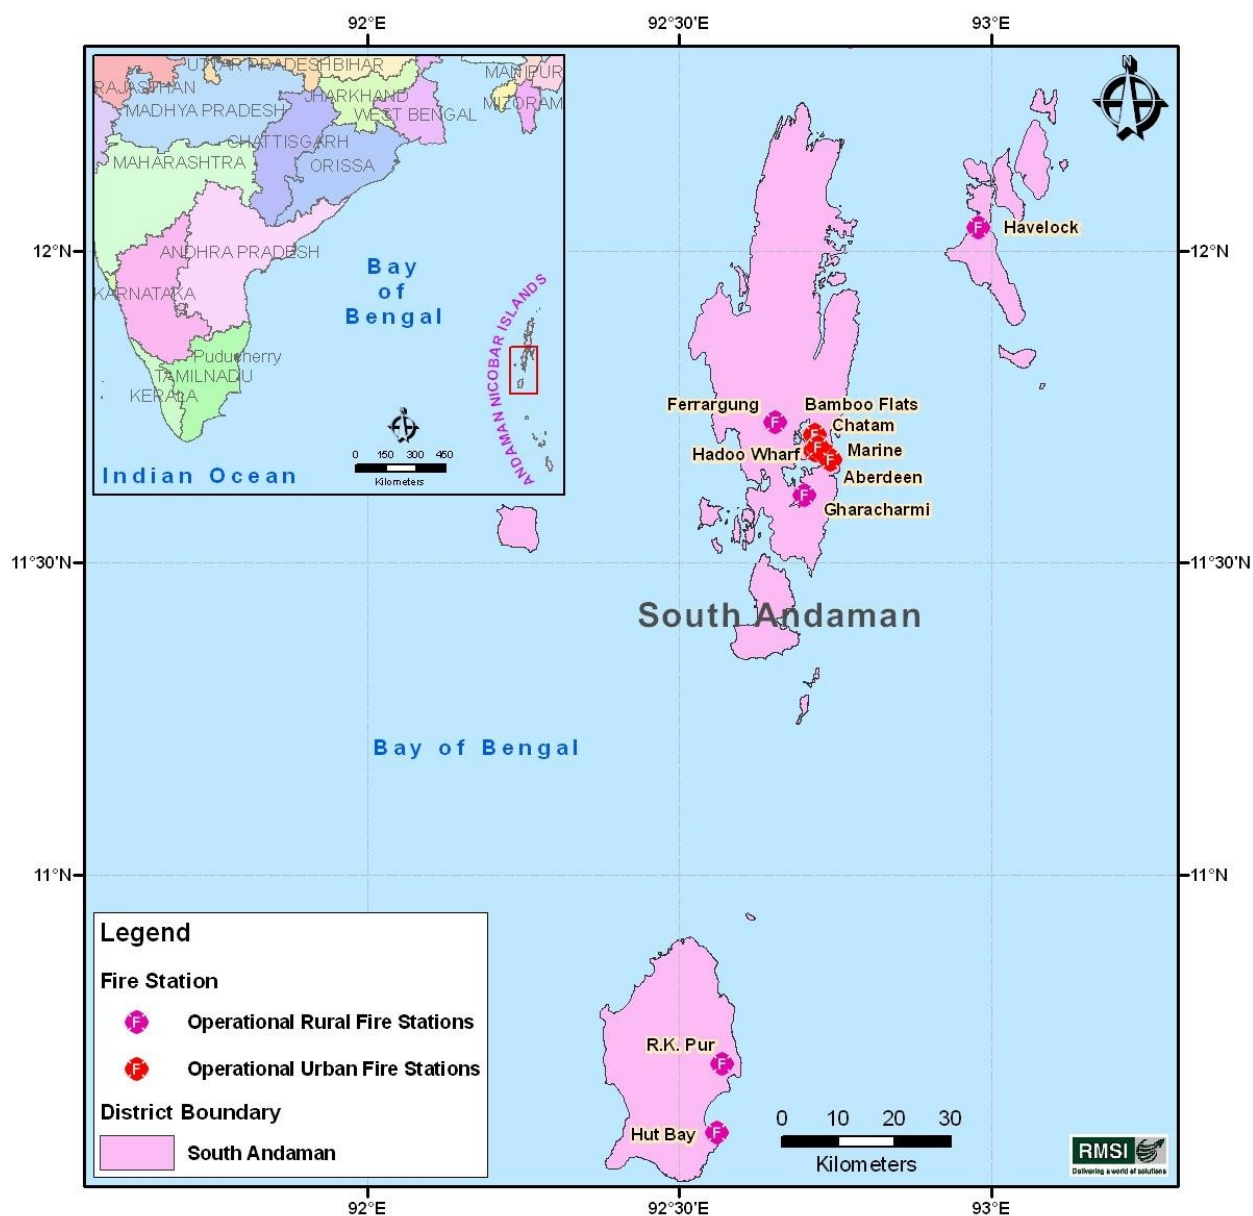 92°E
92°30'E
93°E
UTTAR PRADESH
BIHAR
MANIPUR
RAJASTHAN
JHARKHAND
MIZORAM
MADHYA PRADESH
WEST BENGAL
CHATTISGARH
MAHARASHTRA
ORISSA
ANDHRA PRADESH
Bay
of
Bengal
KARNATAKA
ANDAMAN NICOBAR ISLANDS
Puducherry
TAMILNADU
KERALA
N
0 150 300 450
Kilometers
Indian Ocean
N
Havelock
12°N
12°N
Ferrargung
Bamboo Flats
Chatam
Hadoo Wharf
Marine
Aberdeen
Gharacharmi
11°30'N
11°30'N
South Andaman
Bay of Bengal
11°N
11°N
Legend
Fire Station
F Operational Rural Fire Stations
F Operational Urban Fire Stations
District Boundary
South Andaman
R.K. Pur
F
Hut Bay
F
0 10 20 30
Kilometers
RMSI
Delivering a world of solutions
92°E
92°30'E
93°E